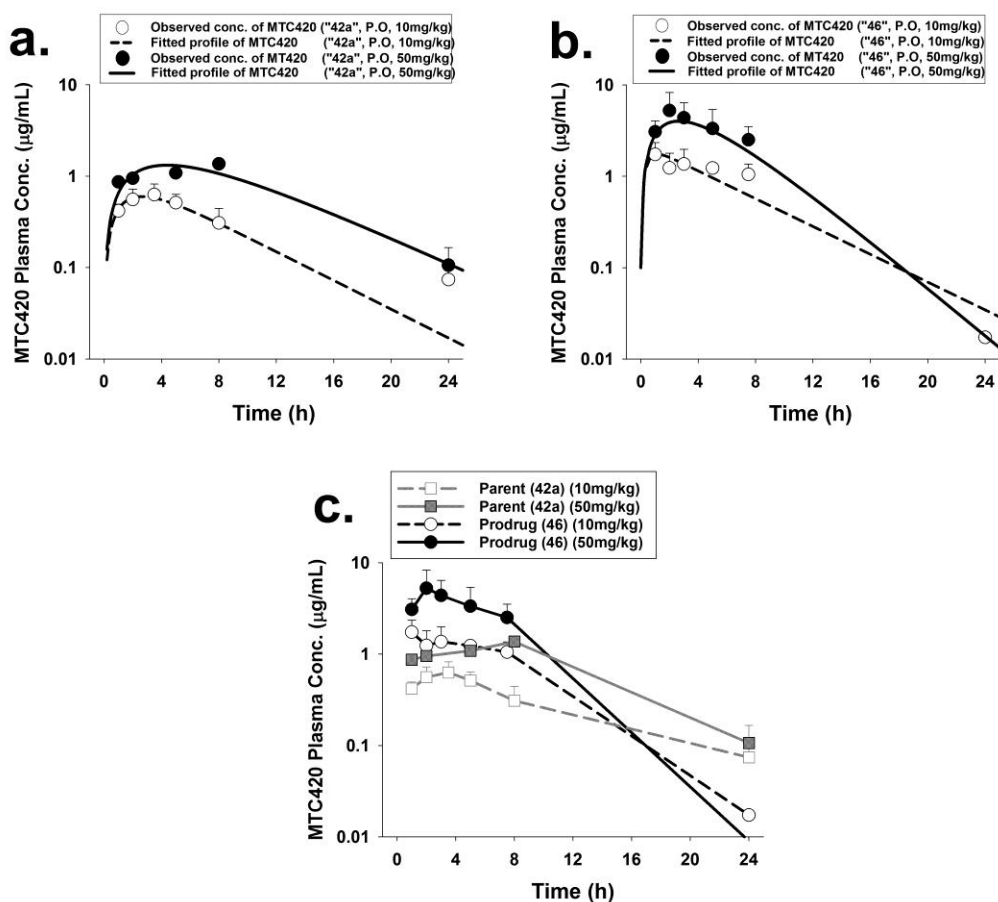 a.
Observed conc. of MTC420 ("42a", P.O, 10mg/kg)
Fitted profile of MTC420 ("42a", P.O, 10mg/kg)
Observed conc. of MT420 ("42a", P.O, 50mg/kg)
Fitted profile of MTC420 ("42a", P.O, 50mg/kg)
10
1
0.1
0.01
MTC420 Plasma Conc. (µg/mL)
0 4 8 12 16 20 24
Time (h)
b.
Observed conc. of MTC420 ("46", P.O, 10mg/kg)
Fitted profile of MTC420 ("46", P.O, 10mg/kg)
Observed conc. of MT420 ("46", P.O, 50mg/kg)
Fitted profile of MTC420 ("46", P.O, 50mg/kg)
10
1
0.1
0.01
MTC420 Plasma Conc. (µg/mL)
0 4 8 12 16 20 24
Time (h)
c.
Parent (42a) (10mg/kg)
Parent (42a) (50mg/kg)
Prodrug (46) (10mg/kg)
Prodrug (46) (50mg/kg)
10
1
0.1
0.01
MTC420 Plasma Conc. (µg/mL)
0 4 8 12 16 20 24
Time (h)